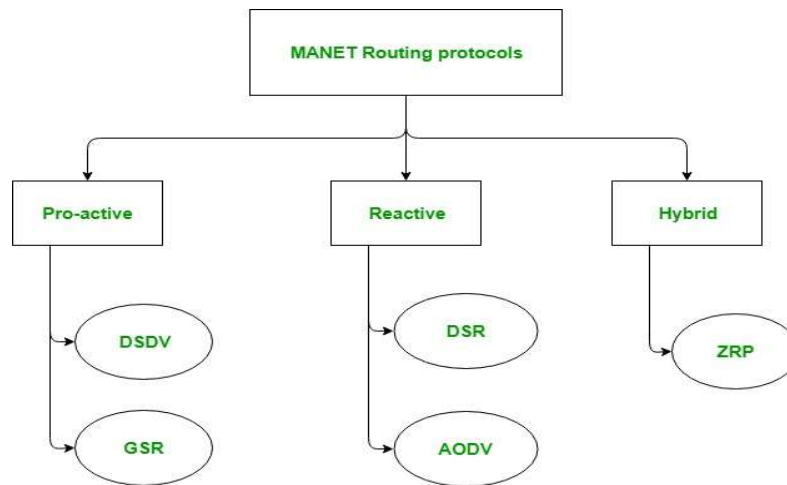 MANET Routing protocols
Pro-active
Reactive
Hybrid
DSDV
DSR
ZRP
GSR
AODV